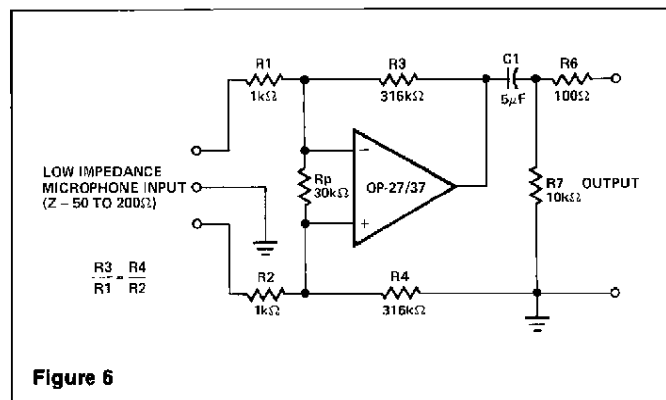 R1
1kΩ
R3
316kΩ
C1
5μF
R6
100Ω
LOW IMPEDANCE
MICROPHONE INPUT
(Z – 50 TO 200Ω)
Rp
30kΩ
–
+
OP-27/37
R7
10kΩ
OUTPUT
R3 = R4
R1 R2
R2
1kΩ
R4
316kΩ
Figure 6